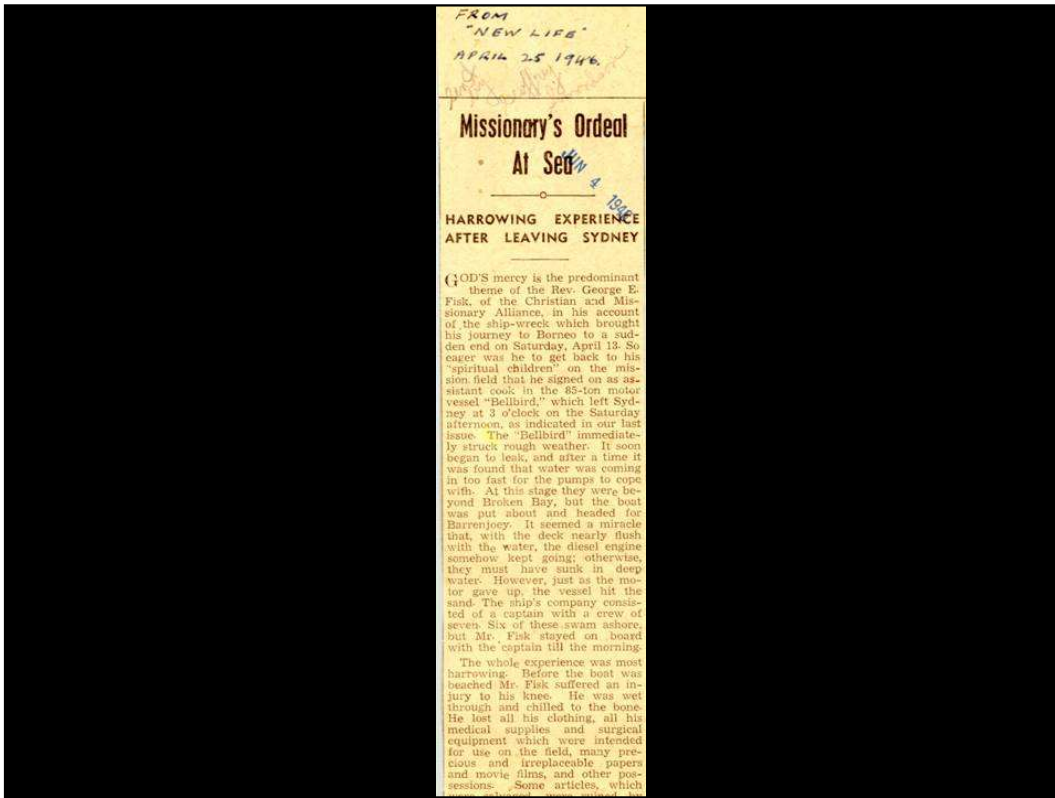 FROM
"NEW LIFE"
APRIL 25 1946.
Missionary's Ordeal
At Sea
JUN 4 194
HARROWING EXPERIENCE
AFTER LEAVING SYDNEY
GOD'S mercy is the predominant
theme of the Rev. George E.
Fisk, of the Christian and Mis-
sionary Alliance, in his account
of the ship-wreck which brought
his journey to Borneo to a sud-
den end on Saturday, April 13. So
eager was he to get back to his
"spiritual children" on the mis-
sion field that he signed on as as-
sistant cook in the 85-ton motor
vessel "Bellbird," which left Syd-
ney at 3 o'clock on the Saturday
afternoon, as indicated in our last
issue. The "Bellbird" immediate-
ly struck rough weather. It soon
began to leak, and after a time it
was found that water was coming
in too fast for the pumps to cope
with. At this stage they were be-
yond Broken Bay, but the boat
was put about and headed for
Barrenjoey. It seemed a miracle
that, with the deck nearly flush
with the water, the diesel engine
somehow kept going; otherwise,
they must have sunk in deep
water. However, just as the mo-
tor gave up, the vessel hit the
sand. The ship's company consis-
ted of a captain with a crew of
seven. Six of these swam ashore,
but Mr. Fisk stayed on board
with the captain till the morning.
The whole experience was most
harrowing. Before the boat was
beached Mr. Fisk suffered an in-
jury to his knee. He was wet
through and chilled to the bone.
He lost all his clothing, all his
medical supplies and surgical
equipment which were intended
for use on the field, many pre-
cious and irreplaceable papers
and movie films, and other pos-
sessions. Some articles, which
were salvaged, were ruined by